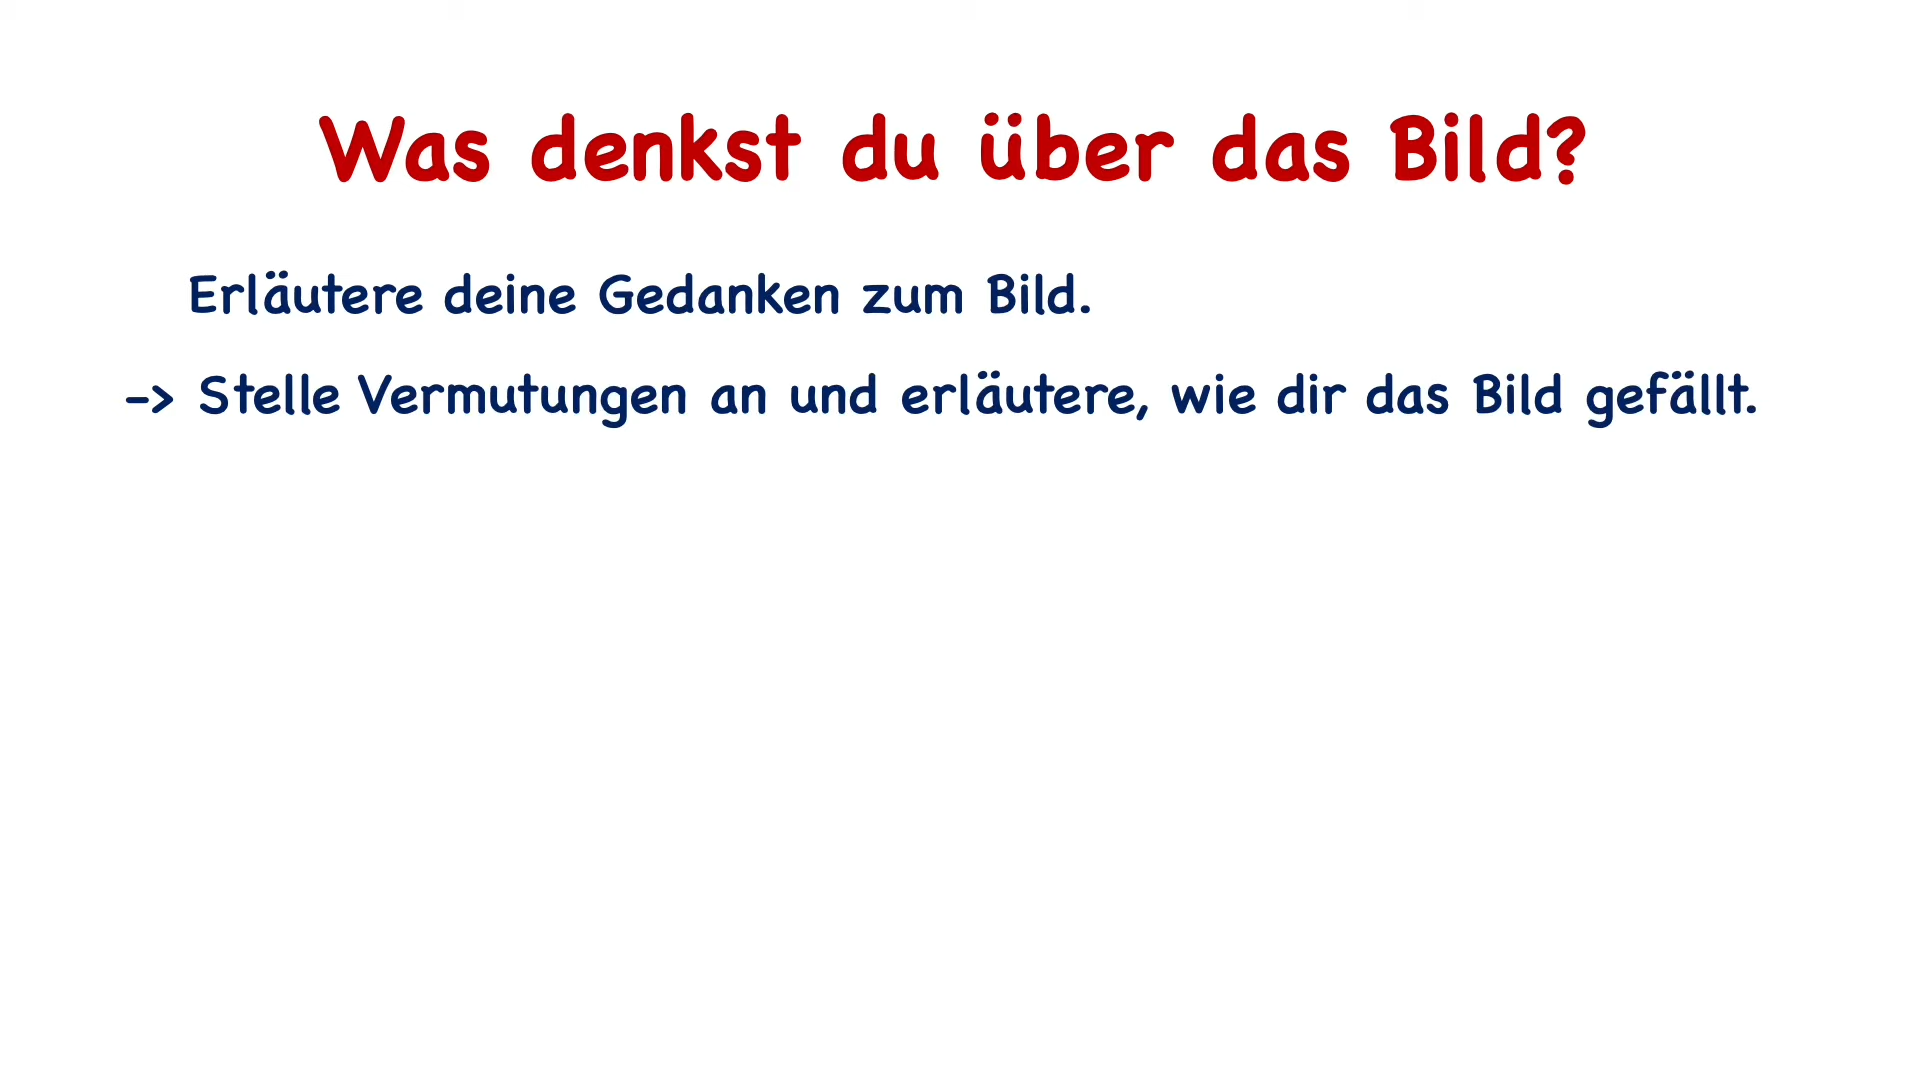 Was denkst du über das Bild?
Erläutere deine Gedanken zum Bild.
-> Stelle Vermutungen an und erläutere, wie dir das Bild gefällt.